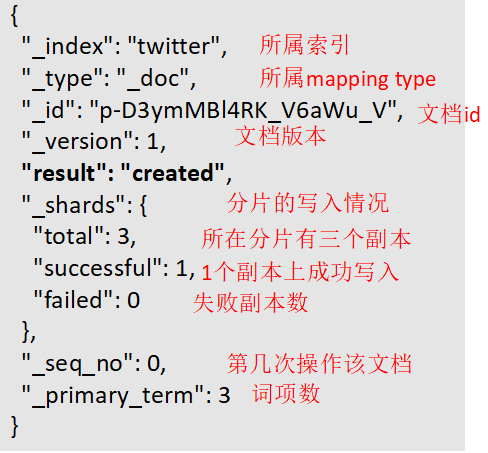 {
"_index": "twitter", 所属索引
"_type": "_doc", 所属mapping type
"_id": "p-D3ymMBl4RK_V6aWu_V", 文档id
"_version": 1, 文档版本
"result": "created",
"_shards": { 分片的写入情况
"total": 3, 所在分片有三个副本
"successful": 1, 1个副本上成功写入
"failed": 0 失败副本数
},
"_seq_no": 0, 第几次操作该文档
"_primary_term": 3 词项数
}